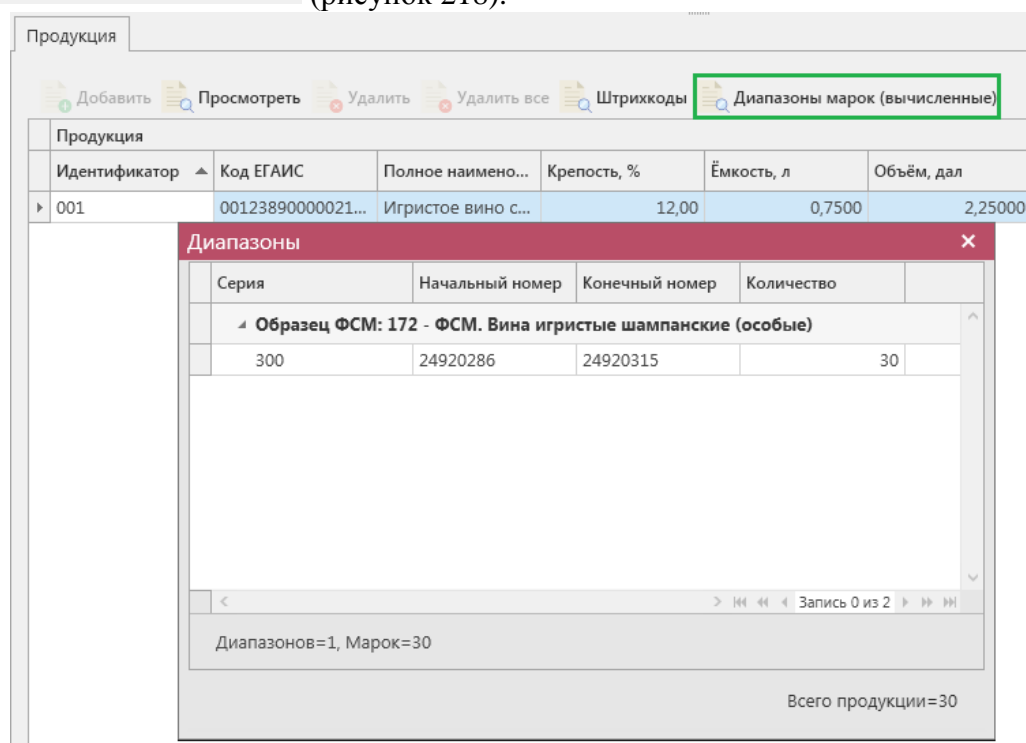 (рисунок 218).
Продукция
Добавить Просмотреть Удалить Удалить все Штрихкоды Диапазоны марок (вычисленные)
Продукция
Идентификатор Код ЕГАИС Полное наимено... Крепость, % Ёмкость, л Объём, дал
001 00123890000021... Игристое вино с... 12,00 0,7500 2,25000
Диапазоны
Серия Начальный номер Конечный номер Количество
Образец ФСМ: 172 - ФСМ. Вина игристые шампанские (особые)
300 24920286 24920315 30
Запись 0 из 2
Диапазонов=1, Марок=30
Всего продукции=30